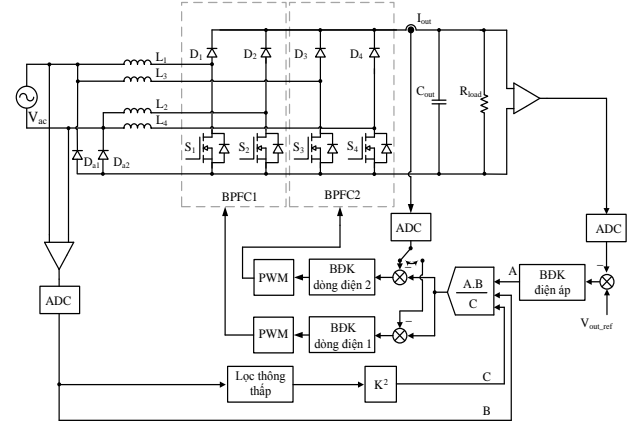 I_out
D₁
D₂
D₃
D₄
L₁
L₃
L₂
L₄
V_ac
C_out
R_load
D_a1
D_a2
S₁
S₂
S₃
S₄
BPFC1
BPFC2
ADC
ADC
ADC
PWM
BĐK
dòng điện 2
A.B
C
A
BĐK
điện áp
V_out_ref
PWM
BĐK
dòng điện 1
Lọc thông
thấp
K²
C
B